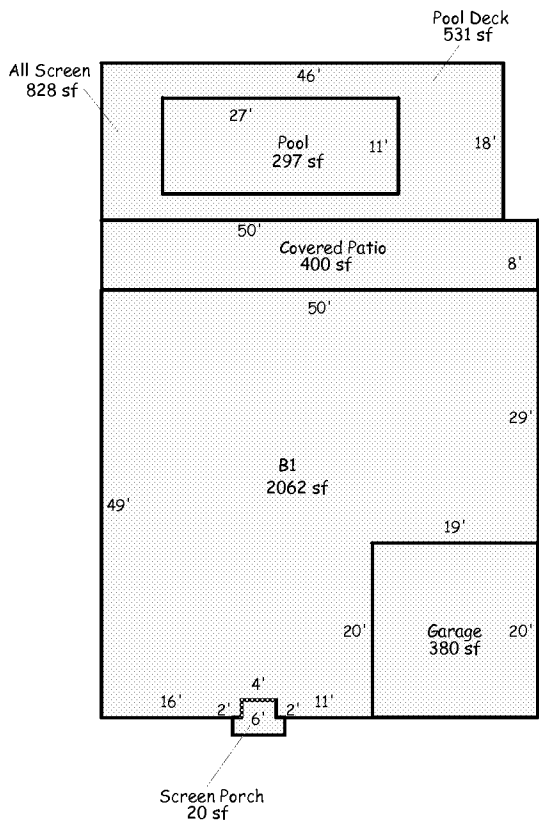 Pool Deck
531 sf
All Screen
828 sf
46'
27'
Pool
297 sf
11'
18'
50'
Covered Patio
400 sf
8'
50'
29'
B1
2062 sf
49'
19'
20'
Garage
380 sf
20'
4'
16'
2'
6'
2'
11'
Screen Porch
20 sf